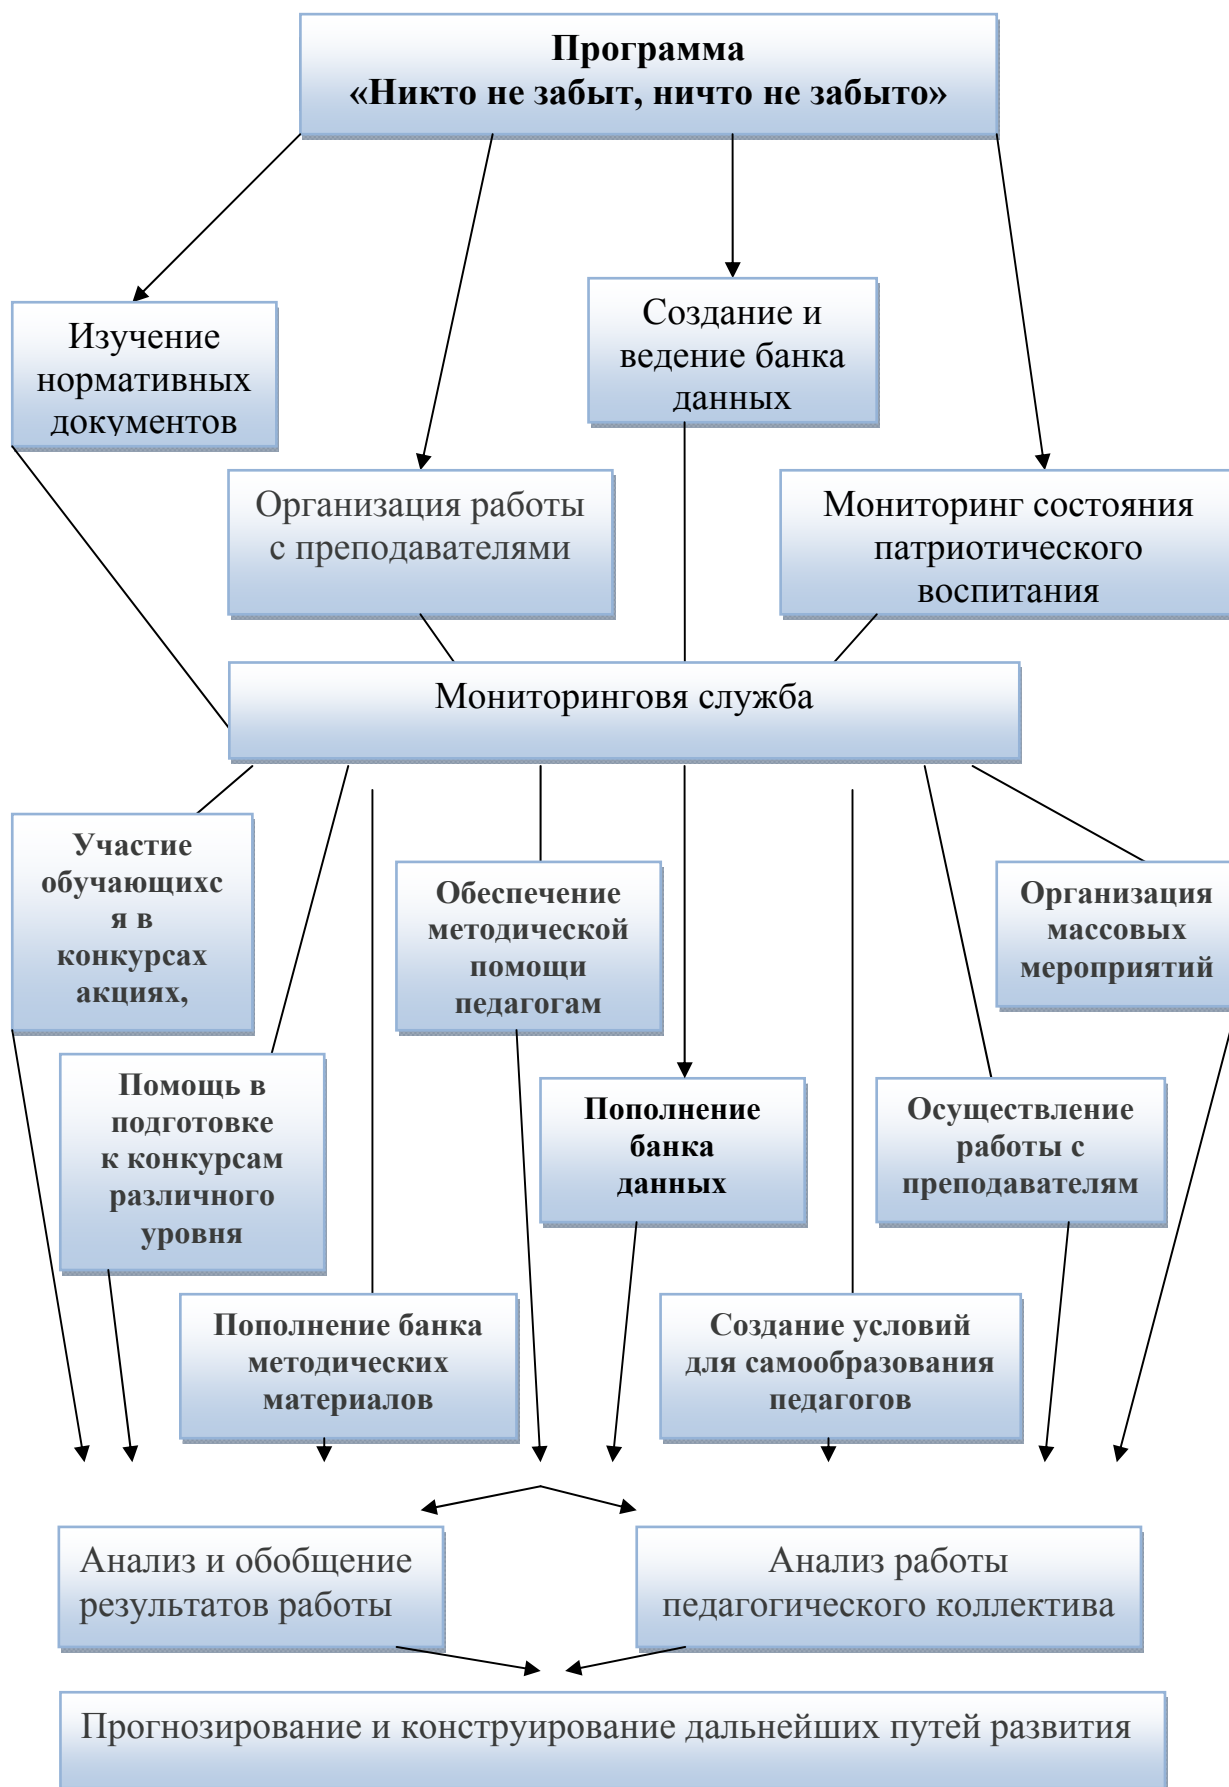 Программа
«Никто не забыт, ничто не забыто»
Изучение
нормативных
документов
Создание и
ведение банка
данных
Организация работы
с преподавателями
Мониторинг состояния
патриотического
воспитания
Мониторинговя служба
Участие
обучающихс
я в
конкурсах
акциях,
Обеспечение
методической
помощи
педагогам
Организация
массовых
мероприятий
Помощь в
подготовке
к конкурсам
различного
уровня
Пополнение
банка
данных
Осуществление
работы с
преподавателям
Пополнение банка
методических
материалов
Создание условий
для самообразования
педагогов
Анализ и обобщение
результатов работы
Анализ работы
педагогического коллектива
Прогнозирование и конструирование дальнейших путей развития